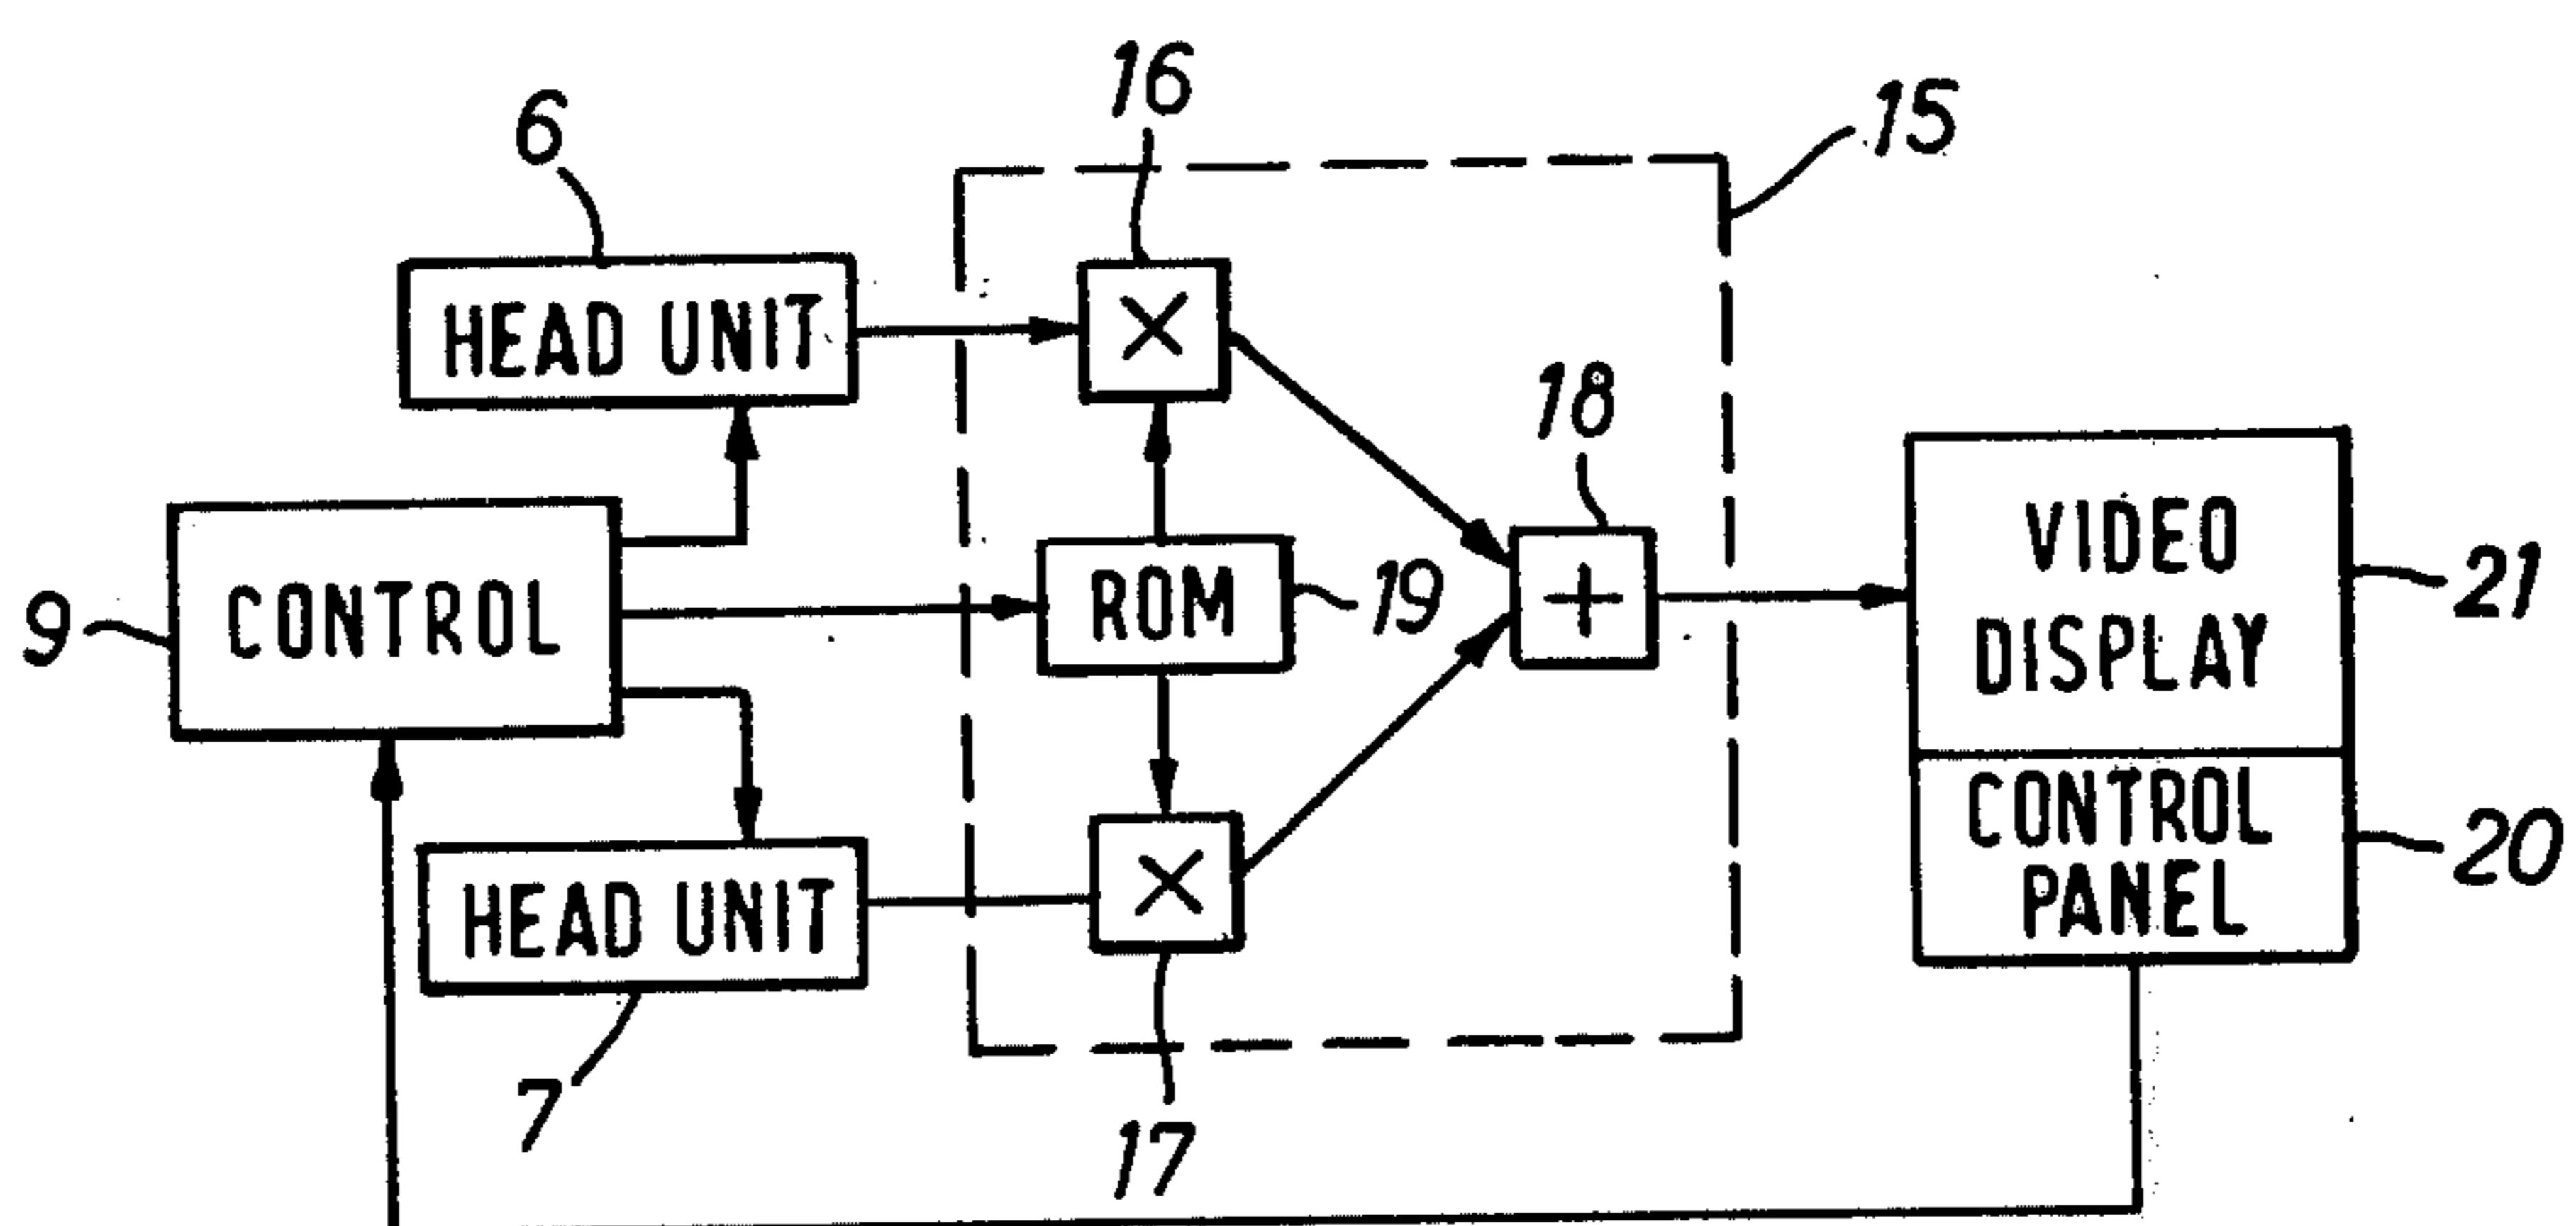 16
15
6
HEAD UNIT
×
18
VIDEO
DISPLAY
21
CONTROL
9
ROM
19
+
CONTROL
PANEL
20
HEAD UNIT
×
7
17